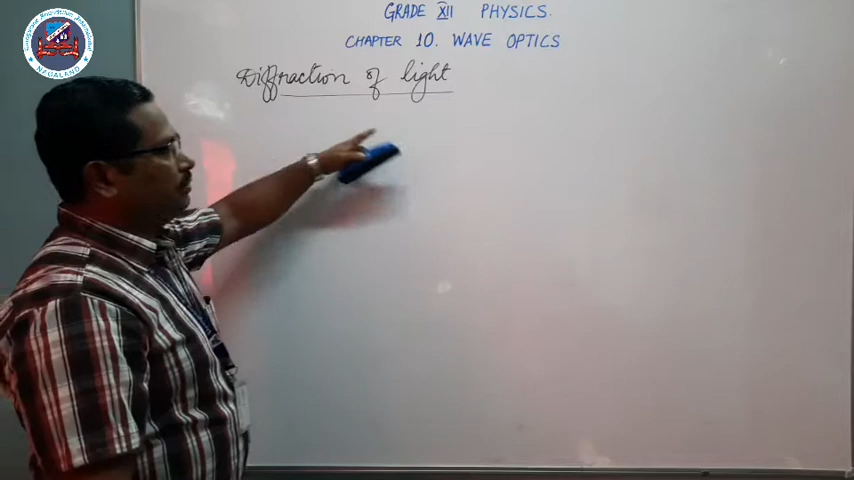 GRADE XII PHYSICS.
CHAPTER 10. WAVE OPTICS
Diffraction of light